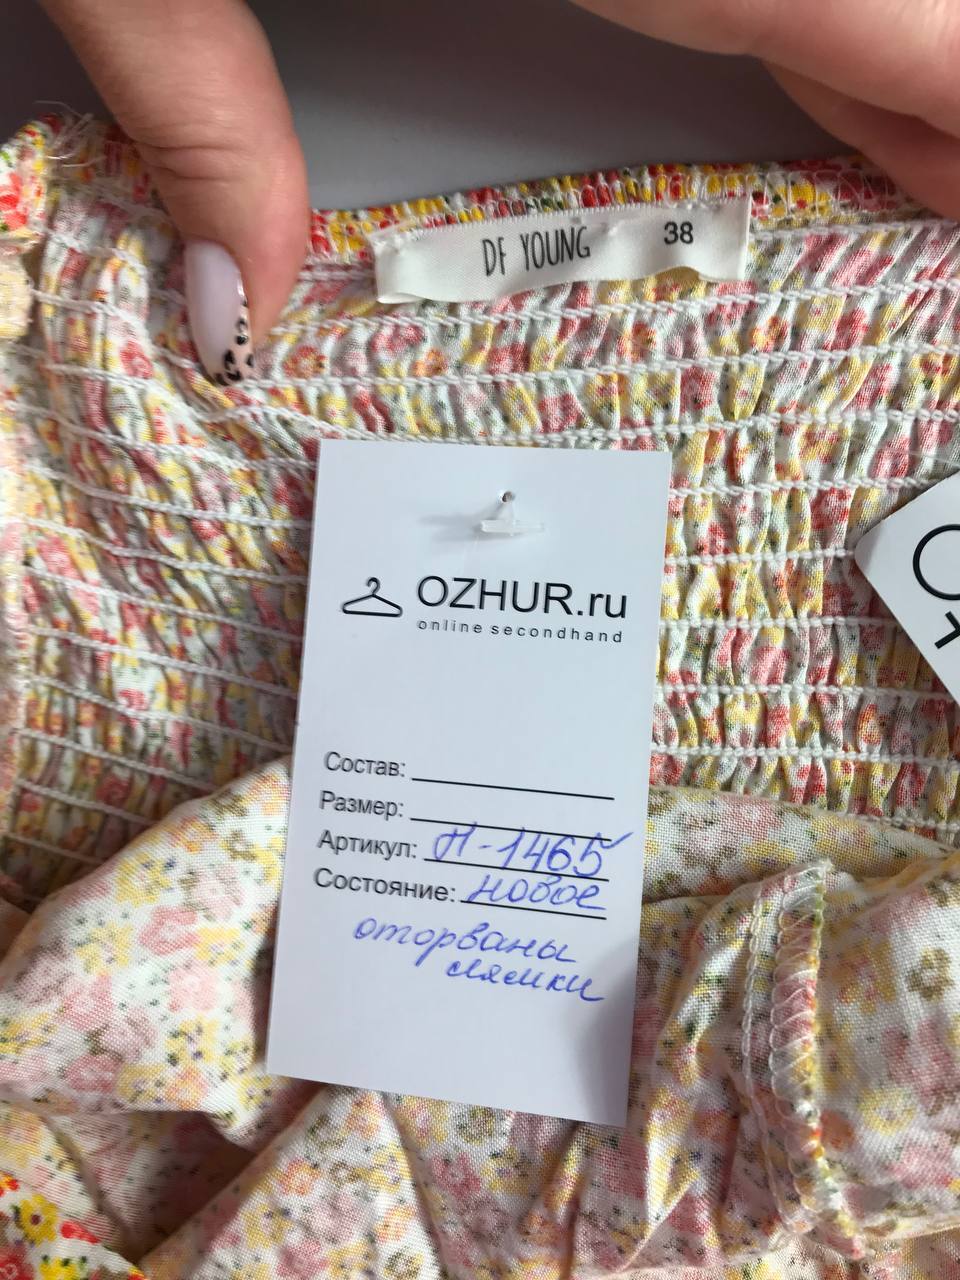 DF YOUNG 38
OZHUR.ru
online secondhand
Состав:
Размер:
Артикул: Н-1465
Состояние: новое
оторваны
лямки